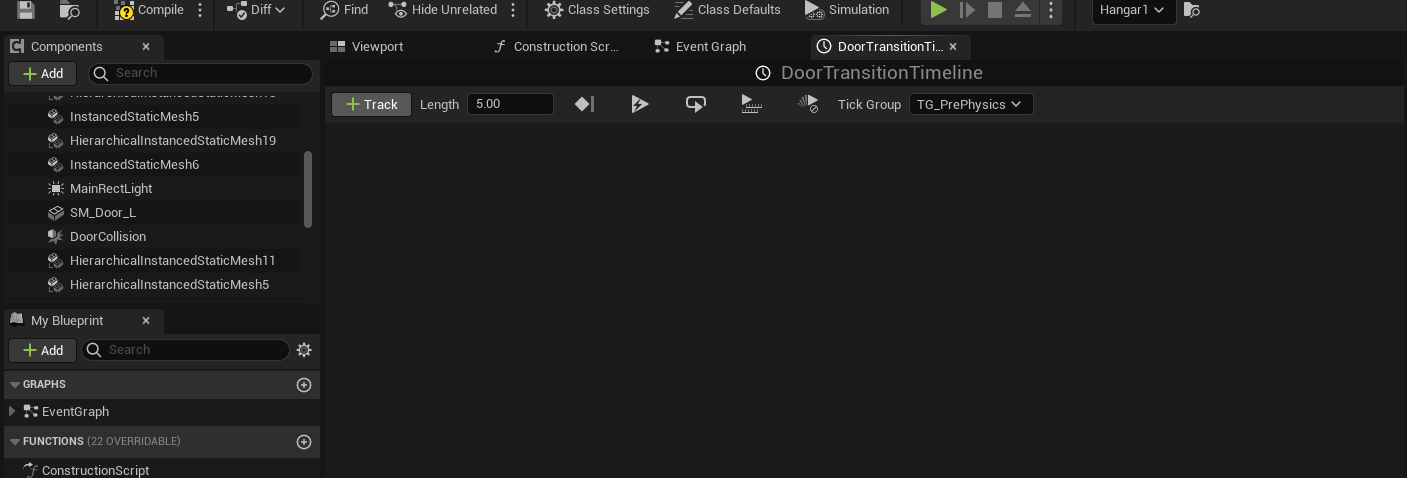 Compile
Diff
Find
Hide Unrelated
Class Settings
Class Defaults
Simulation
Hangar1
Components
Viewport
Construction Scr...
Event Graph
DoorTransitionTi...
Add
Search
DoorTransitionTimeline
Track
Length
5.00
Tick Group
TG_PrePhysics
InstancedStaticMesh5
HierarchicalInstancedStaticMesh19
InstancedStaticMesh6
MainRectLight
SM_Door_L
DoorCollision
HierarchicalInstancedStaticMesh11
HierarchicalInstancedStaticMesh5
My Blueprint
Add
Search
GRAPHS
EventGraph
FUNCTIONS (22 OVERRIDABLE)
ConstructionScript